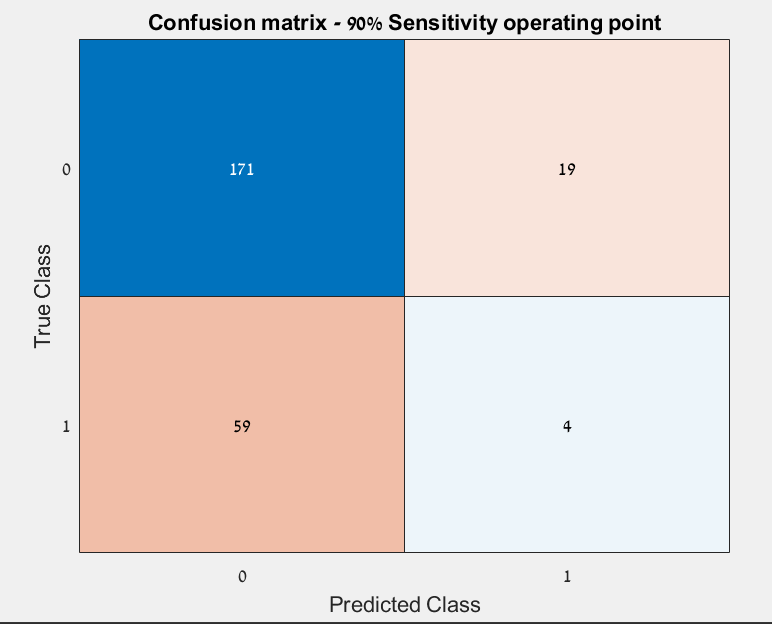 Confusion matrix - 90% Sensitivity operating point
0
171
19
True Class
1
59
4
0
1
Predicted Class